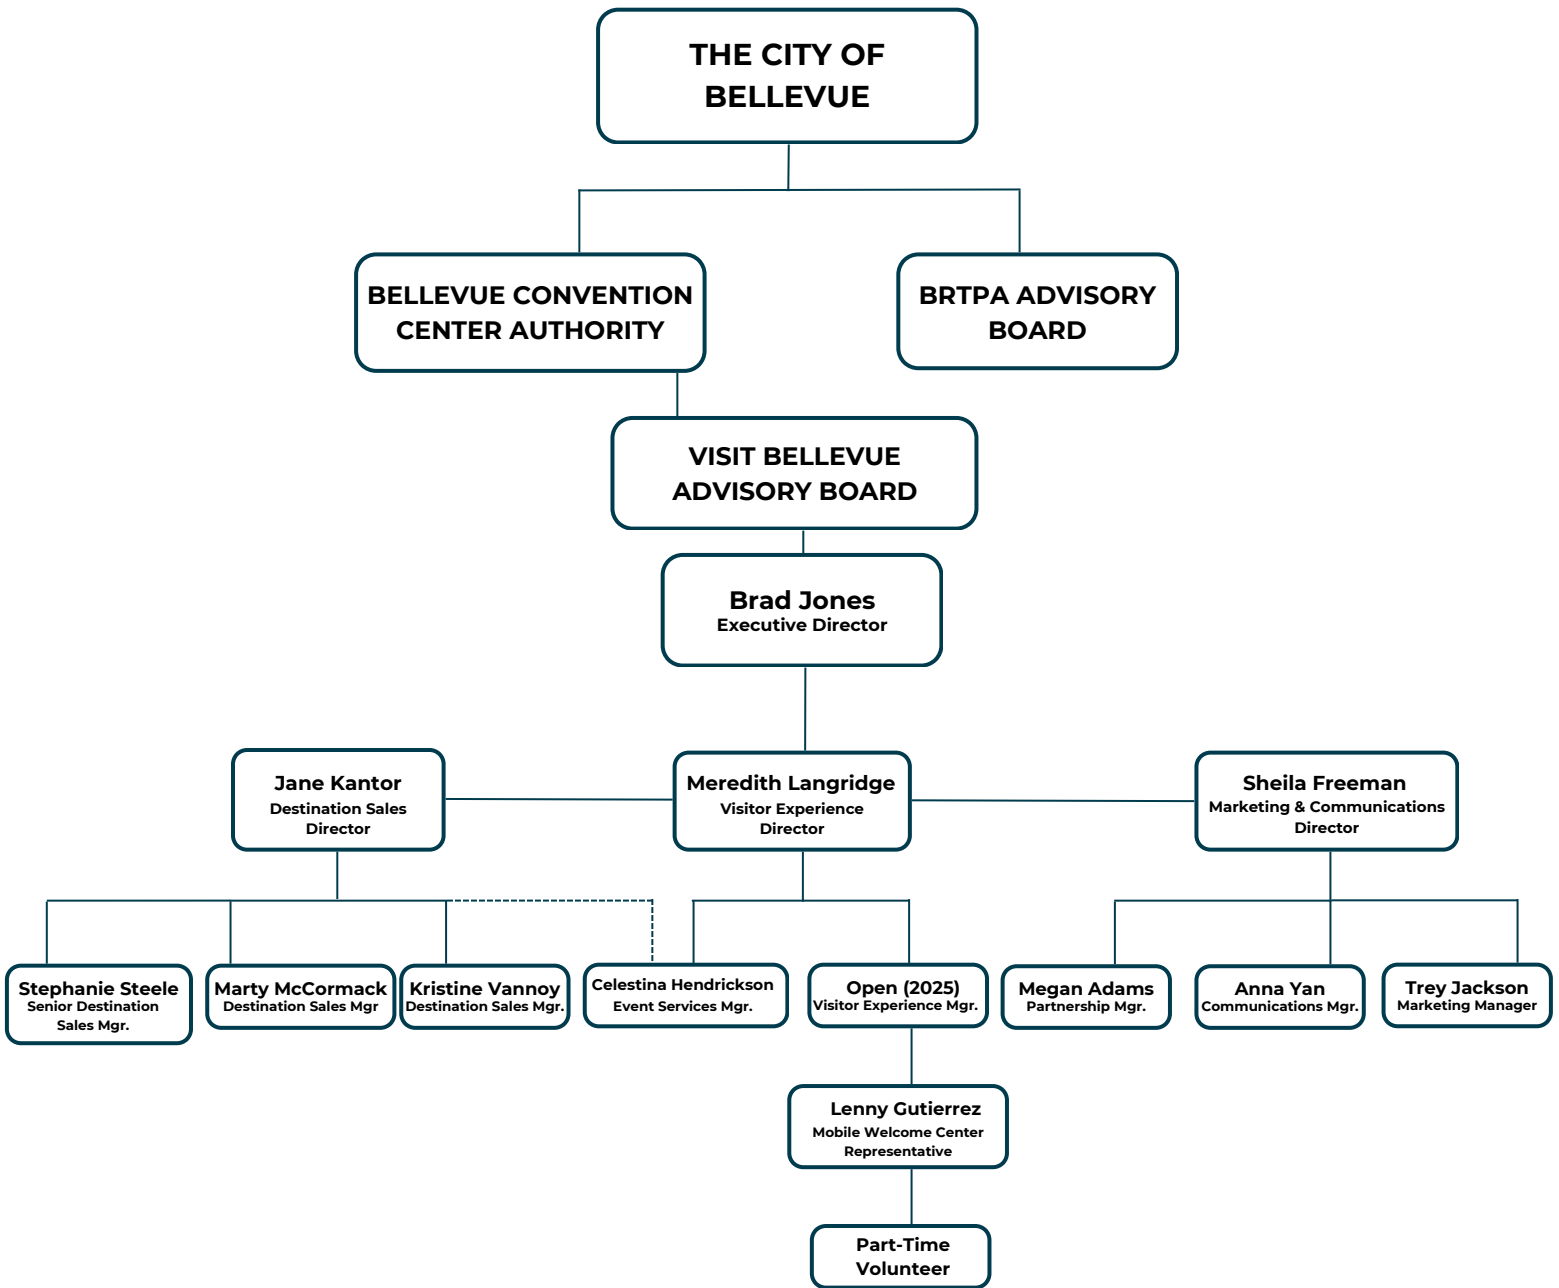 THE CITY OF
BELLEVUE
BELLEVUE CONVENTION
CENTER AUTHORITY
BRTPA ADVISORY
BOARD
VISIT BELLEVUE
ADVISORY BOARD
Brad Jones
Executive Director
Jane Kantor
Destination Sales
Director
Meredith Langridge
Visitor Experience
Director
Sheila Freeman
Marketing & Communications
Director
Stephanie Steele
Senior Destination
Sales Mgr.
Marty McCormack
Destination Sales Mgr
Kristine Vannoy
Destination Sales Mgr.
Celestina Hendrickson
Event Services Mgr.
Open (2025)
Visitor Experience Mgr.
Megan Adams
Partnership Mgr.
Anna Yan
Communications Mgr.
Trey Jackson
Marketing Manager
Lenny Gutierrez
Mobile Welcome Center
Representative
Part-Time
Volunteer